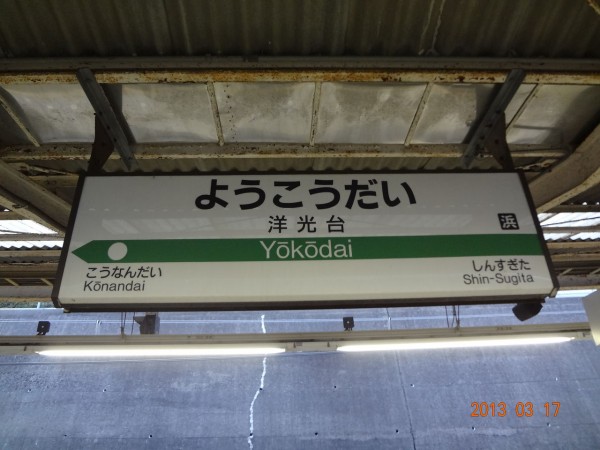 ようこうだい
洋光台
浜
Yōkōdai
こうなんだい
Kōnandai
しんすぎた
Shin-Sugita
2013 03 17